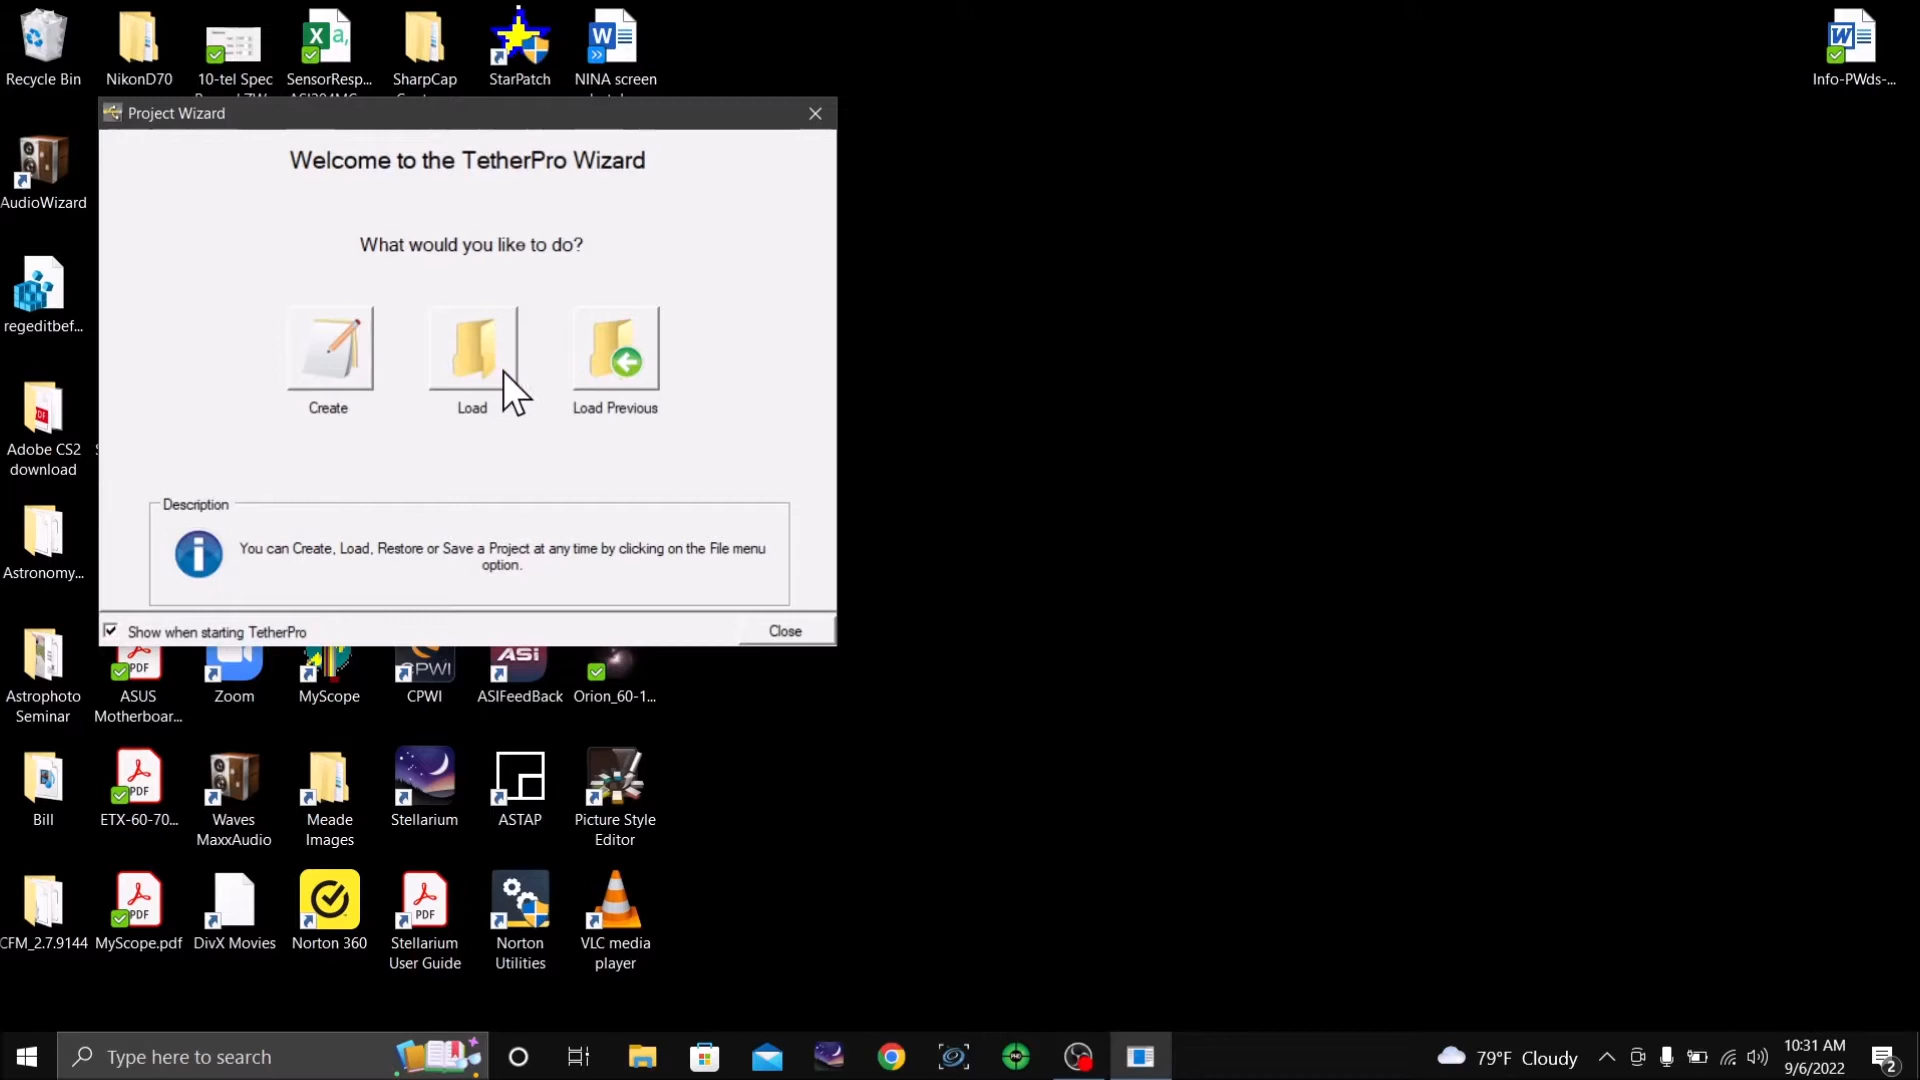 Recycle Bin
NikonD70
10-tel Spec
SensorResp...
SharpCap
StarPatch
NINA screen
Info-PWds-...
Project Wizard
Welcome to the TetherPro Wizard
What would you like to do?
Create
Load
Load Previous
Description
You can Create, Load, Restore or Save a Project at any time by clicking on the File menu
option.
Show when starting TetherPro
Close
AudioWizard
regeditbef...
Adobe CS2
download
Astronomy...
Astrophoto
Seminar
ASUS
Motherboar...
Zoom
MyScope
CPWI
CPWI
ASi
ASIFeedBack
Orion_60-1...
Bill
PDF
ETX-60-70...
Waves
MaxxAudio
Meade
Images
Stellarium
ASTAP
Picture Style
Editor
CFM_2.7.9144
PDF
MyScope.pdf
DivX Movies
Norton 360
PDF
Stellarium
User Guide
Norton
Utilities
VLC media
player
Type here to search
79°F Cloudy
10:31 AM
9/6/2022
2